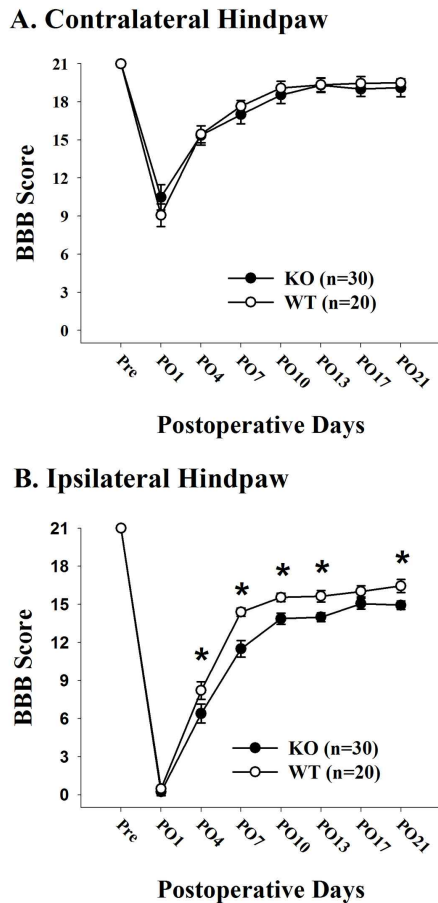 A. Contralateral Hindpaw
21
18
15
12
9
6
3
0
BBB Score
KO (n=30)
WT (n=20)
Pre
PO1
PO4
PO7
PO10
PO13
PO17
PO21
Postoperative Days
B. Ipsilateral Hindpaw
21
18
15
12
9
6
3
0
BBB Score
*
*
*
*
*
KO (n=30)
WT (n=20)
Pre
PO1
PO4
PO7
PO10
PO13
PO17
PO21
Postoperative Days